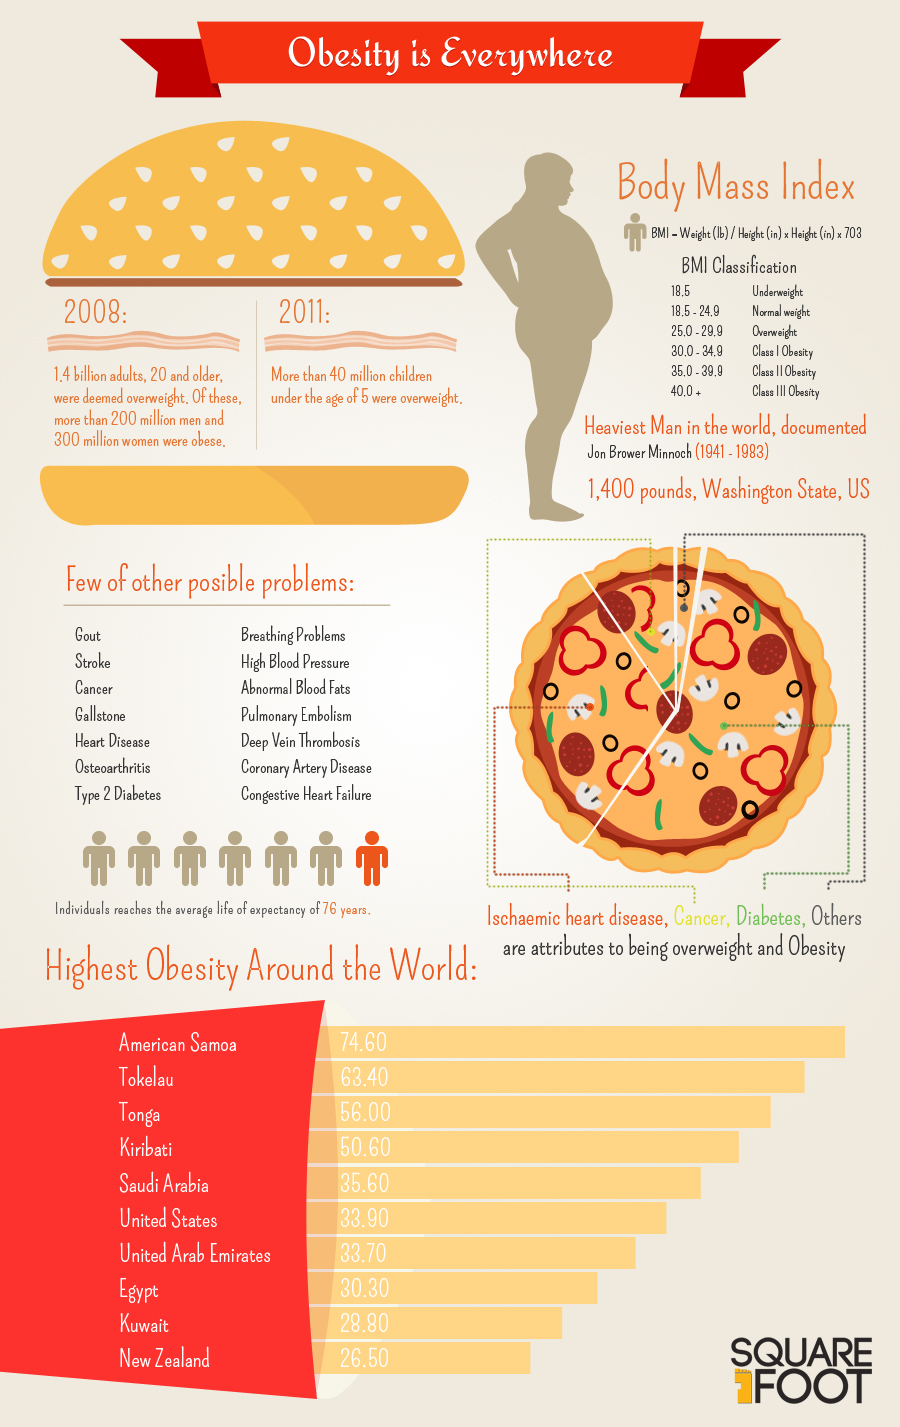 Obesity is Everywhere
2008:
1.4 billion adults, 20 and older,
were deemed overweight. Of these,
more than 200 million men and
300 million women were obese.
2011:
More than 40 million children
under the age of 5 were overweight.
Body Mass Index
BMI = Weight (lb) / Height (in) x Height (in) x 703
BMI Classification
18.5 Underweight
18.5 - 24.9 Normal weight
25.0 - 29.9 Overweight
30.0 - 34.9 Class I Obesity
35.0 - 39.9 Class II Obesity
40.0 + Class III Obesity
Heaviest Man in the world, documented
Jon Brower Minnoch (1941 - 1983)
1,400 pounds, Washington State, US
Few of other posible problems:
Gout Breathing Problems
Stroke High Blood Pressure
Cancer Abnormal Blood Fats
Gallstone Pulmonary Embolism
Heart Disease Deep Vein Thrombosis
Osteoarthritis Coronary Artery Disease
Type 2 Diabetes Congestive Heart Failure
Individuals reaches the average life of expectancy of 76 years.
Ischaemic heart disease, Cancer, Diabetes, Others
are attributes to being overweight and Obesity
Highest Obesity Around the World:
American Samoa 74.60
Tokelau 63.40
Tonga 56.00
Kiribati 50.60
Saudi Arabia 35.60
United States 33.90
United Arab Emirates 33.70
Egypt 30.30
Kuwait 28.80
New Zealand 26.50
SQUARE
FOOT